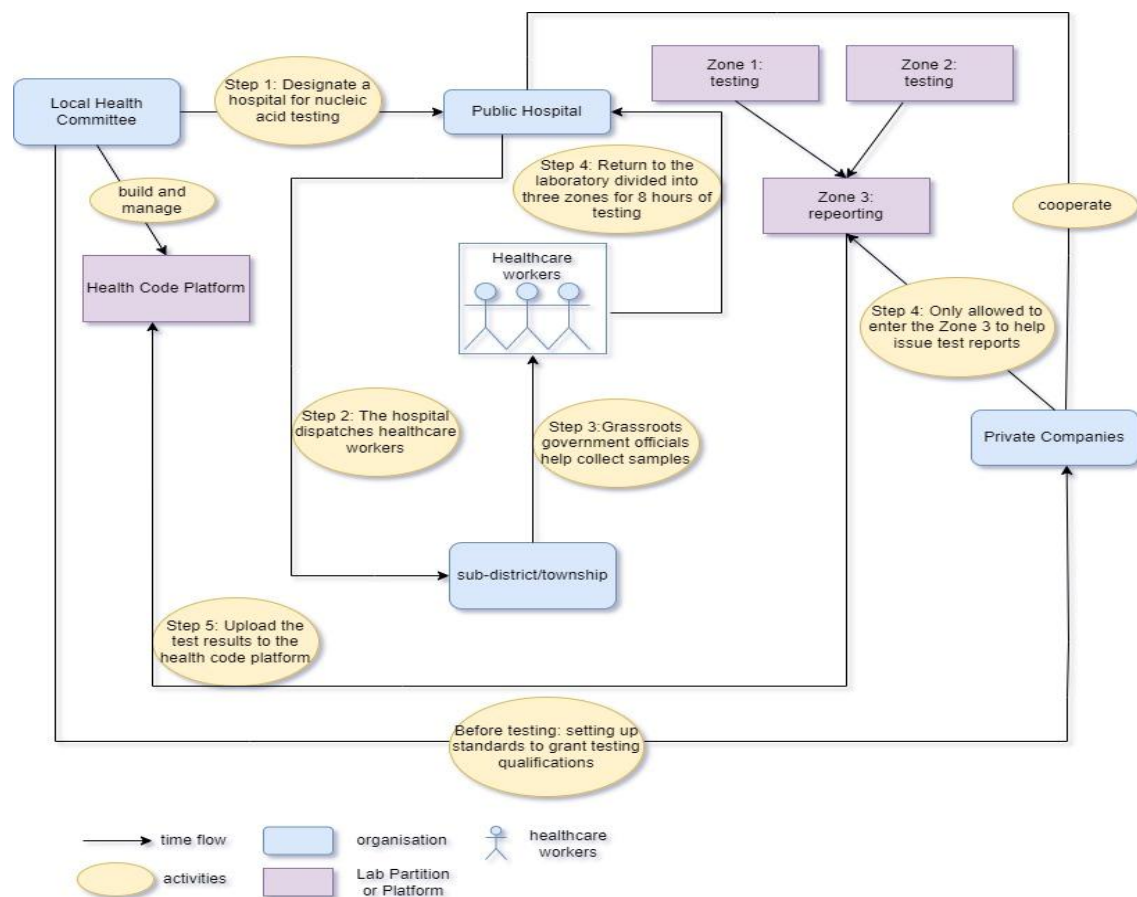 Local Health
Committee
Step 1: Designate a
hospital for nucleic
acid testing
Public Hospital
Zone 1:
testing
Zone 2:
testing
build and
manage
Step 4: Return to the
laboratory divided into
three zones for 8 hours of
testing
Zone 3:
repeorting
cooperate
Health Code Platform
Healthcare
workers
Step 4: Only allowed to
enter the Zone 3 to help
issue test reports
Step 2: The hospital
dispatches healthcare
workers
Step 3:Grassroots
government officials
help collect samples
Private Companies
sub-district/township
Step 5: Upload the
test results to the
health code platform
Before testing: setting up
standards to grant testing
qualifications
time flow
organisation
healthcare
workers
activities
Lab Partition
or Platform